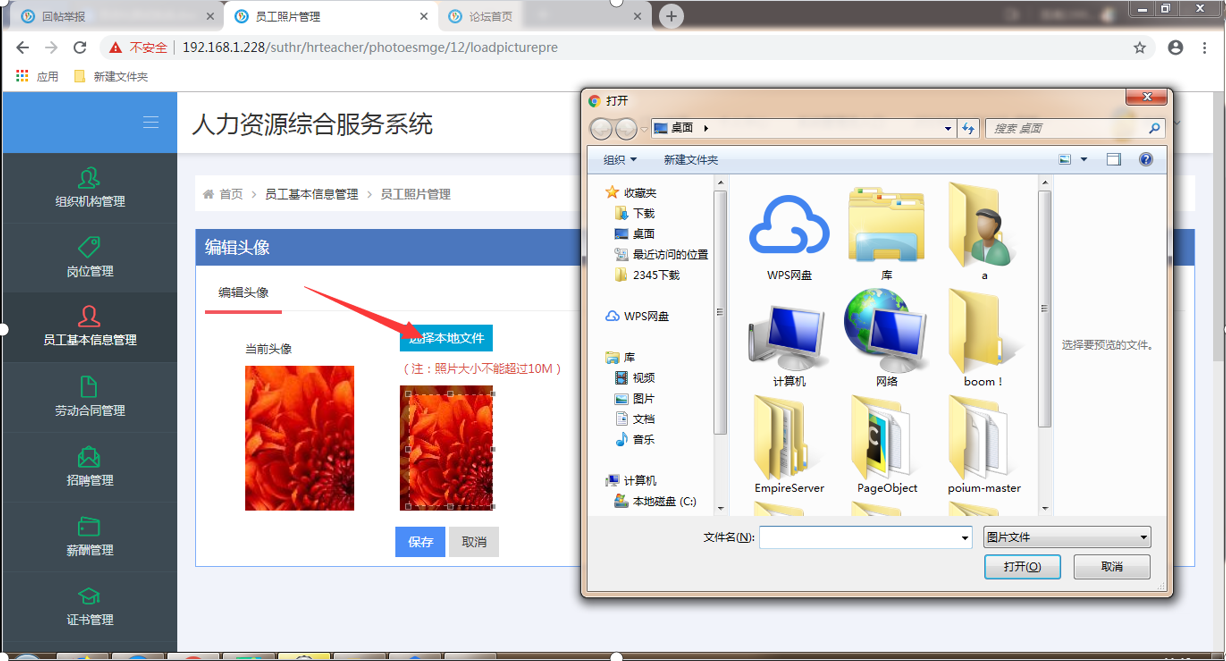 回帖举报
员工照片管理
论坛首页
不安全
192.168.1.228/suthr/hrteacher/photoesmge/12/loadpicturepre
应用
新建文件夹
人力资源综合服务系统
首页 > 员工基本信息管理 > 员工照片管理
组织机构管理
岗位管理
员工基本信息管理
劳动合同管理
招聘管理
薪酬管理
证书管理
编辑头像
编辑头像
当前头像
选择本地文件
（注：照片大小不能超过10M）
保存
取消
打开
桌面
搜索 桌面
组织
新建文件夹
收藏夹
下载
桌面
最近访问的位置
2345下载
WPS网盘
库
视频
图片
文档
音乐
计算机
本地磁盘 (C:)
WPS网盘
库
a
计算机
网络
boom！
EmpireServer
PageObject
poium-master
选择要预览的文件。
文件名(N):
图片文件
打开(O)
取消